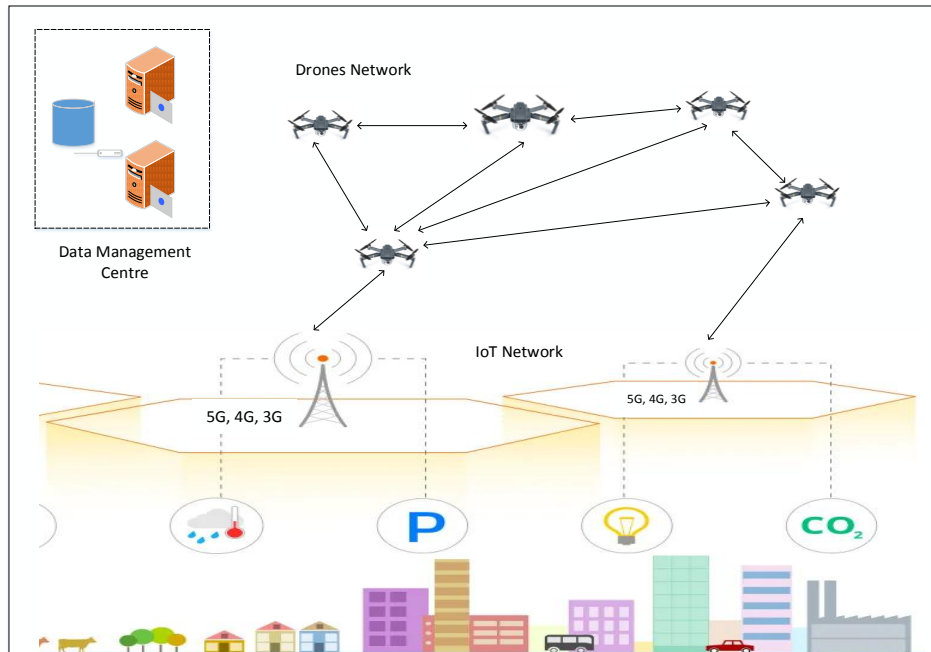 Drones Network
Data Management
Centre
IoT Network
5G, 4G, 3G
5G, 4G, 3G
P
CO2